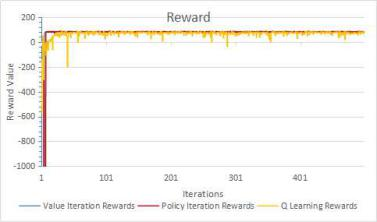 Reward
200
0
-200
-400
-600
-800
-1000
Reward Value
1 101 201 301 401
Iterations
Value Iteration Rewards Policy Iteration Rewards Q Learning Rewards